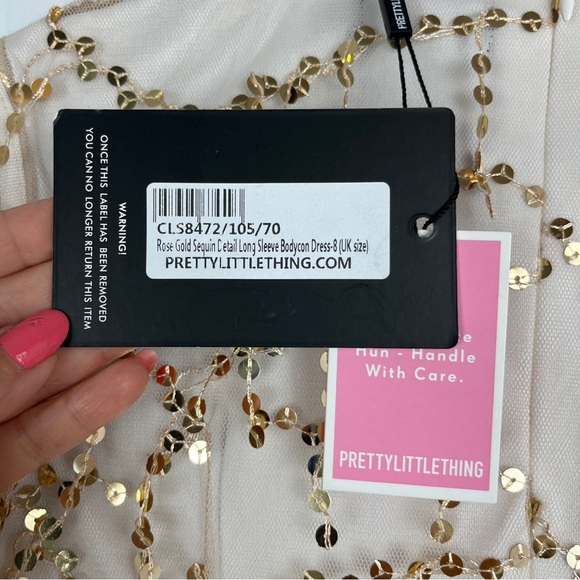 PRETTYLITTLETHING
WARNING!
ONCE THIS LABEL HAS BEEN REMOVED
YOU CAN NO LONGER RETURN THIS ITEM
CLS8472/105/70
Rose Gold Sequin Detail Long Sleeve Bodycon Dress-8 (UK size)
PRETTYLITTLETHING.COM
Hun - Handle
With Care.
PRETTYLITTLETHING